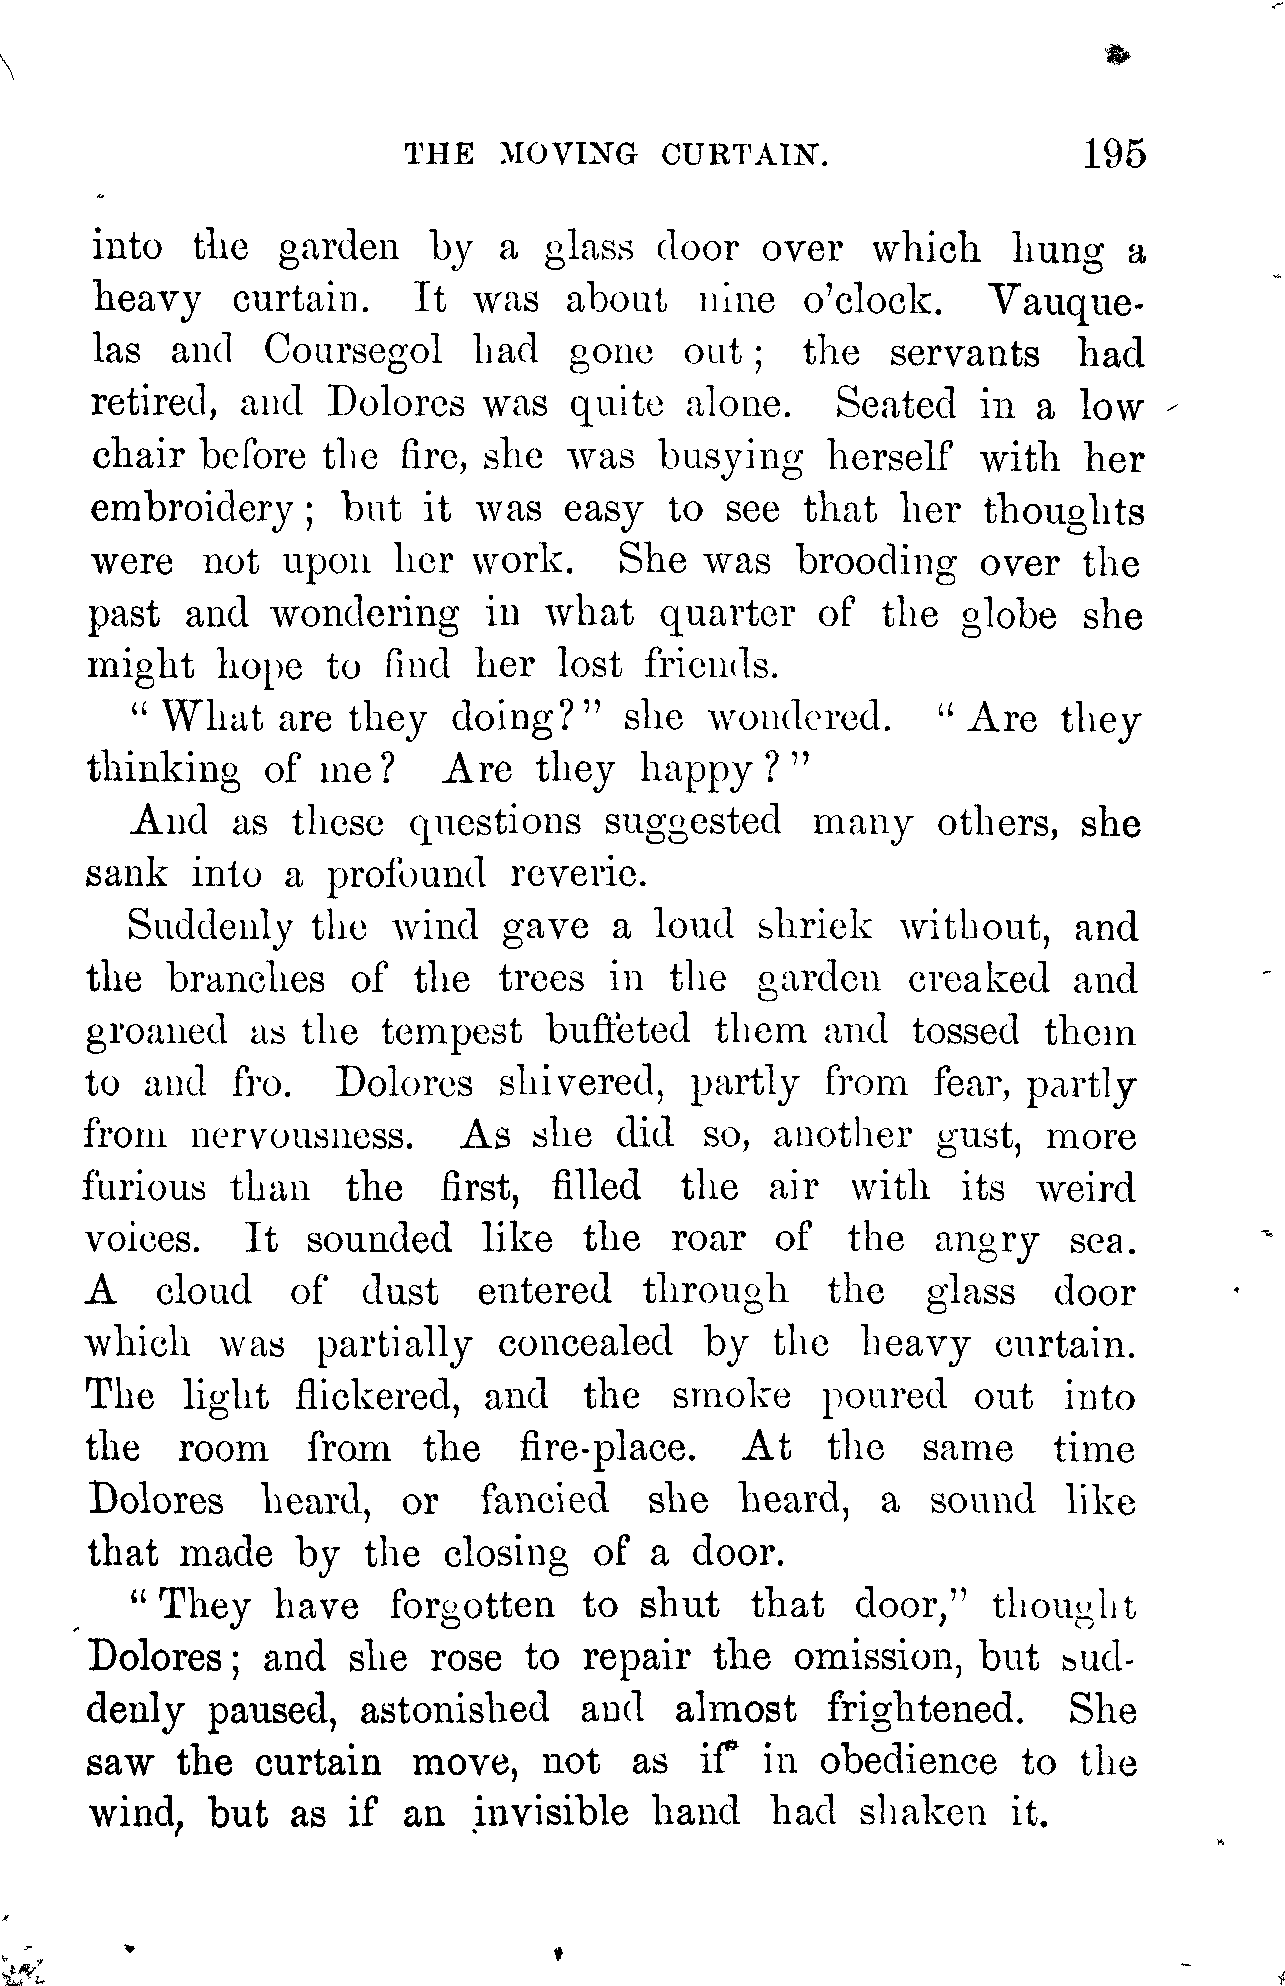 THE MOVING CURTAIN. 195
into the garden by a glass door over which hung a
heavy curtain. It was about nine o'clock. Vauque-
las and Coursegol had gone out; the servants had
retired, and Dolores was quite alone. Seated in a low
chair before the fire, she was busying herself with her
embroidery; but it was easy to see that her thoughts
were not upon her work. She was brooding over the
past and wondering in what quarter of the globe she
might hope to find her lost friends.
"What are they doing?" she wondered. "Are they
thinking of me? Are they happy?"
And as these questions suggested many others, she
sank into a profound reverie.
Suddenly the wind gave a loud shriek without, and
the branches of the trees in the garden creaked and
groaned as the tempest buffeted them and tossed them
to and fro. Dolores shivered, partly from fear, partly
from nervousness. As she did so, another gust, more
furious than the first, filled the air with its weird
voices. It sounded like the roar of the angry sea.
A cloud of dust entered through the glass door
which was partially concealed by the heavy curtain.
The light flickered, and the smoke poured out into
the room from the fire-place. At the same time
Dolores heard, or fancied she heard, a sound like
that made by the closing of a door.
"They have forgotten to shut that door," thought
Dolores; and she rose to repair the omission, but sud-
denly paused, astonished and almost frightened. She
saw the curtain move, not as if in obedience to the
wind, but as if an invisible hand had shaken it.